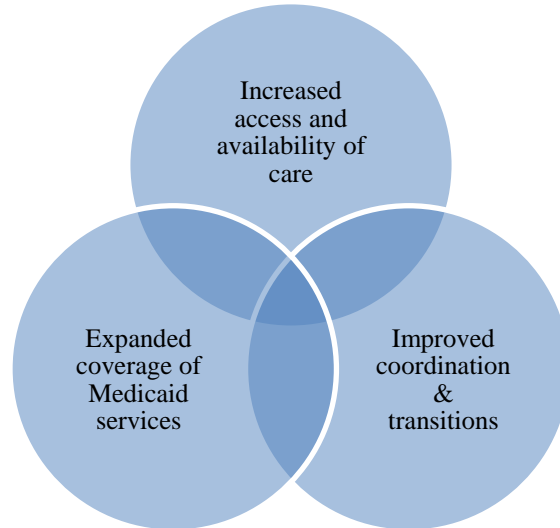 Increased
access and
availability of
care
Expanded
coverage of
Medicaid
services
Improved
coordination
&
transitions